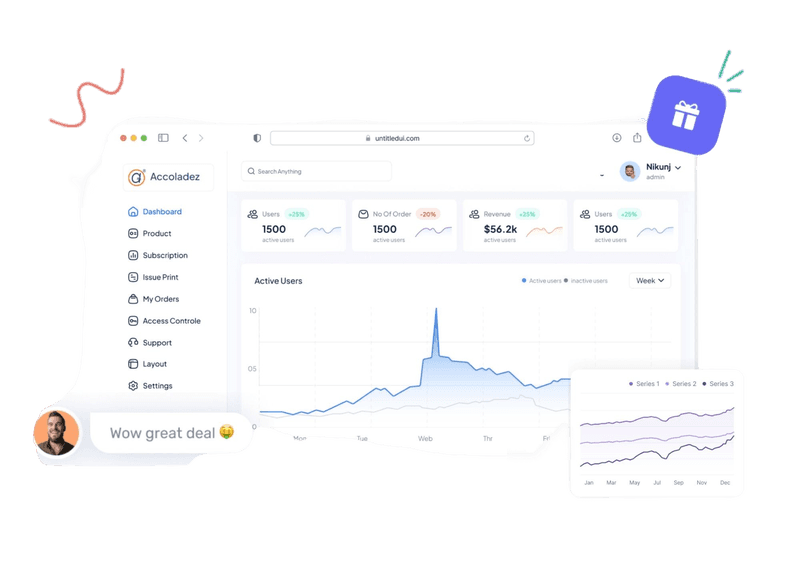 untitledui.com
Accoladez
Search Anything
Nikunj
admin
Dashboard
Product
Subscription
Issue Print
My Orders
Access Controle
Support
Layout
Settings
Users +25%
1500
active users
No Of Order -20%
1500
active users
Revenue +35%
$56.2k
active users
Users +25%
1500
active users
Active Users
Active users inactive users
Week
10
05
0
Mon Tue Web Thr Fri
Series 1 Series 2 Series 3
Jan Mar May Jul Sep Nov Dec
Wow great deal 🤑